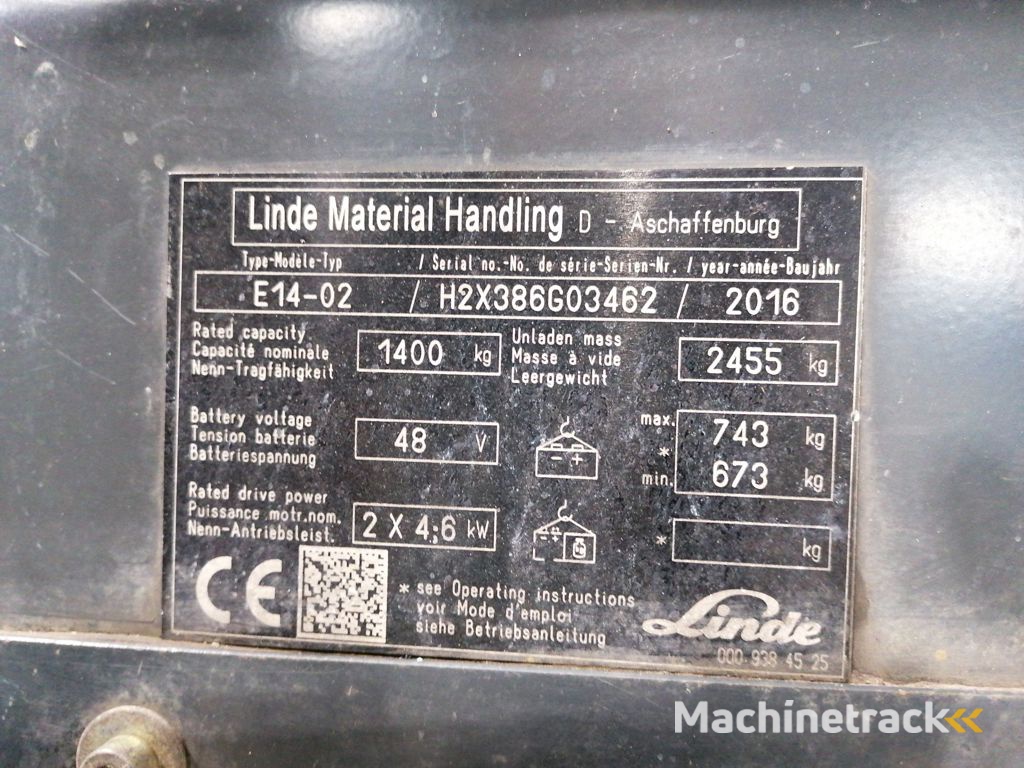 Linde Material Handling D - Aschaffenburg
Type-Modèle-Typ / Serial no.-No. de série-Serien-Nr. / year-année-Baujahr
E14-02 / H2X386G03462 / 2016
Rated capacity
Capacité nominale
Nenn-Tragfähigkeit
1400 kg
Unladen mass
Masse à vide
Leergewicht
2455 kg
Battery voltage
Tension batterie
Batteriespannung
48 V
max. 743 kg
*
min. 673 kg
Rated drive power
Puissance motr.nom.
Nenn-Antriebsleist.
2 X 4,6 kW
* kg
CE
* see Operating instructions
voir Mode d'emploi
siehe Betriebsanleitung
Linde
000 938 45 25
Machinetrack